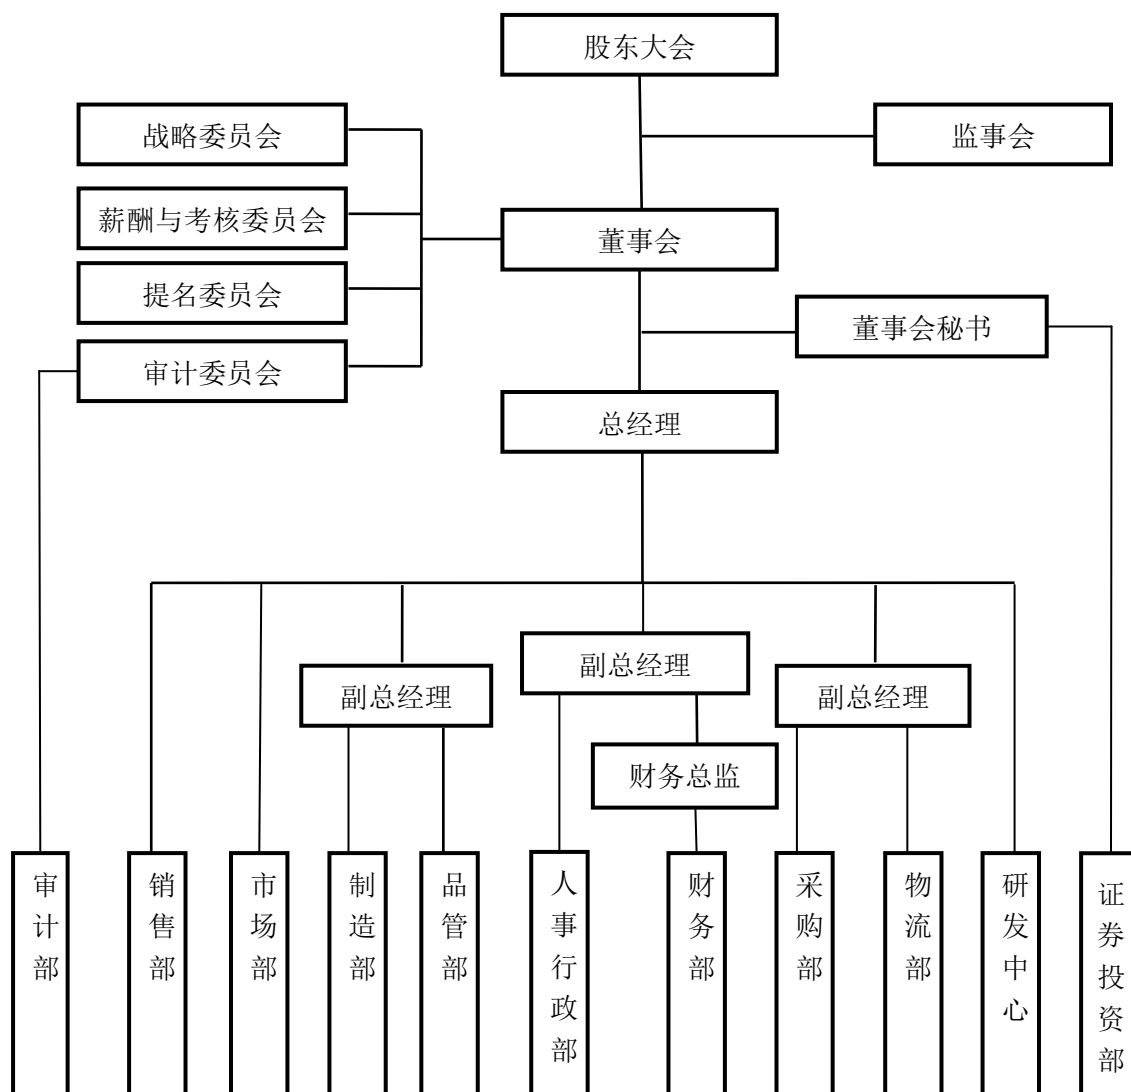 股东大会
战略委员会
监事会
薪酬与考核委员会
董事会
提名委员会
董事会秘书
审计委员会
总经理
副总经理
副总经理
副总经理
财务总监
审计部
销售部
市场部
制造部
品管部
人事行政部
财务部
采购部
物流部
研发中心
证券投资部